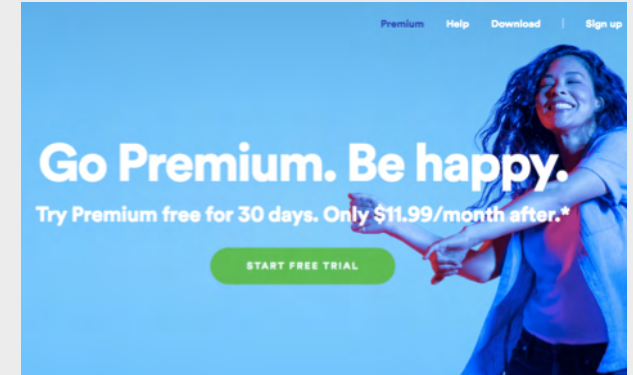 Premium Help Download | Sign up
Go Premium. Be happy.
Try Premium free for 30 days. Only $11.99/month after.*
START FREE TRIAL